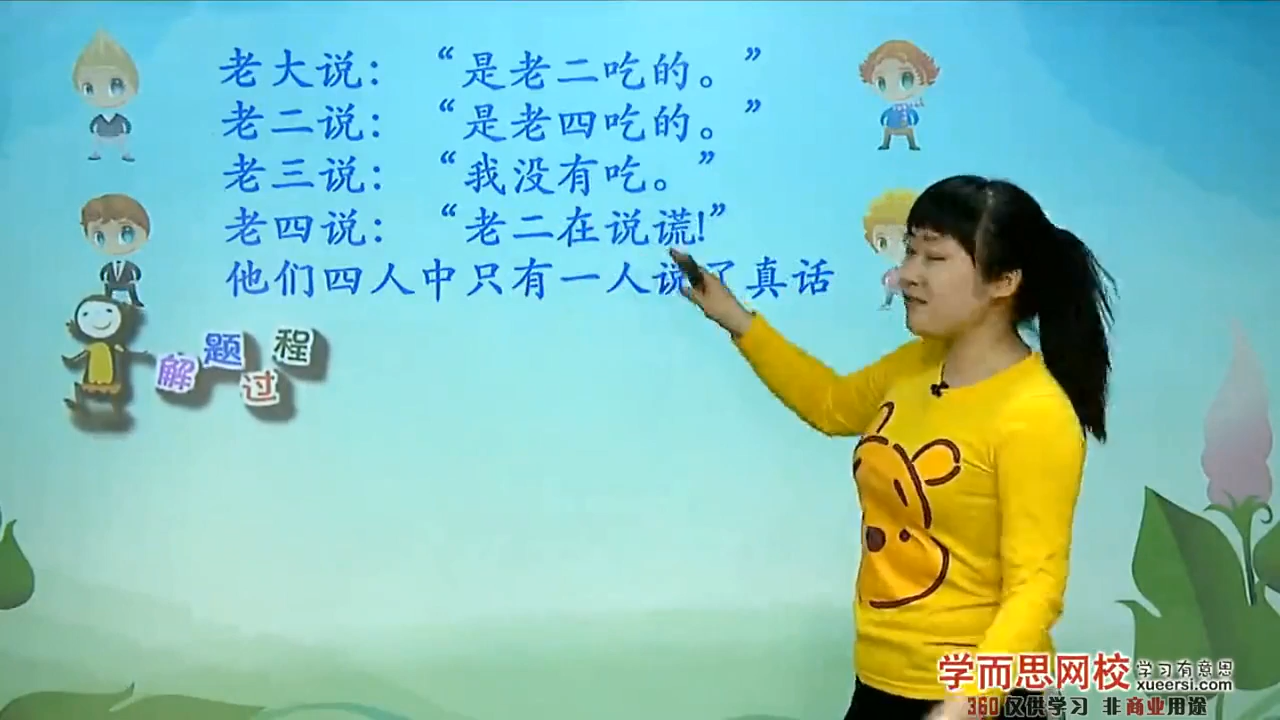 老大说：“是老二吃的。”
老二说：“是老四吃的。”
老三说：“我没有吃。”
老四说：“老二在说谎!”
他们四人中只有一人说了真话
解题过程
学而思网校 学习有意思
xueersi.com
360 仅供学习 非商业用途